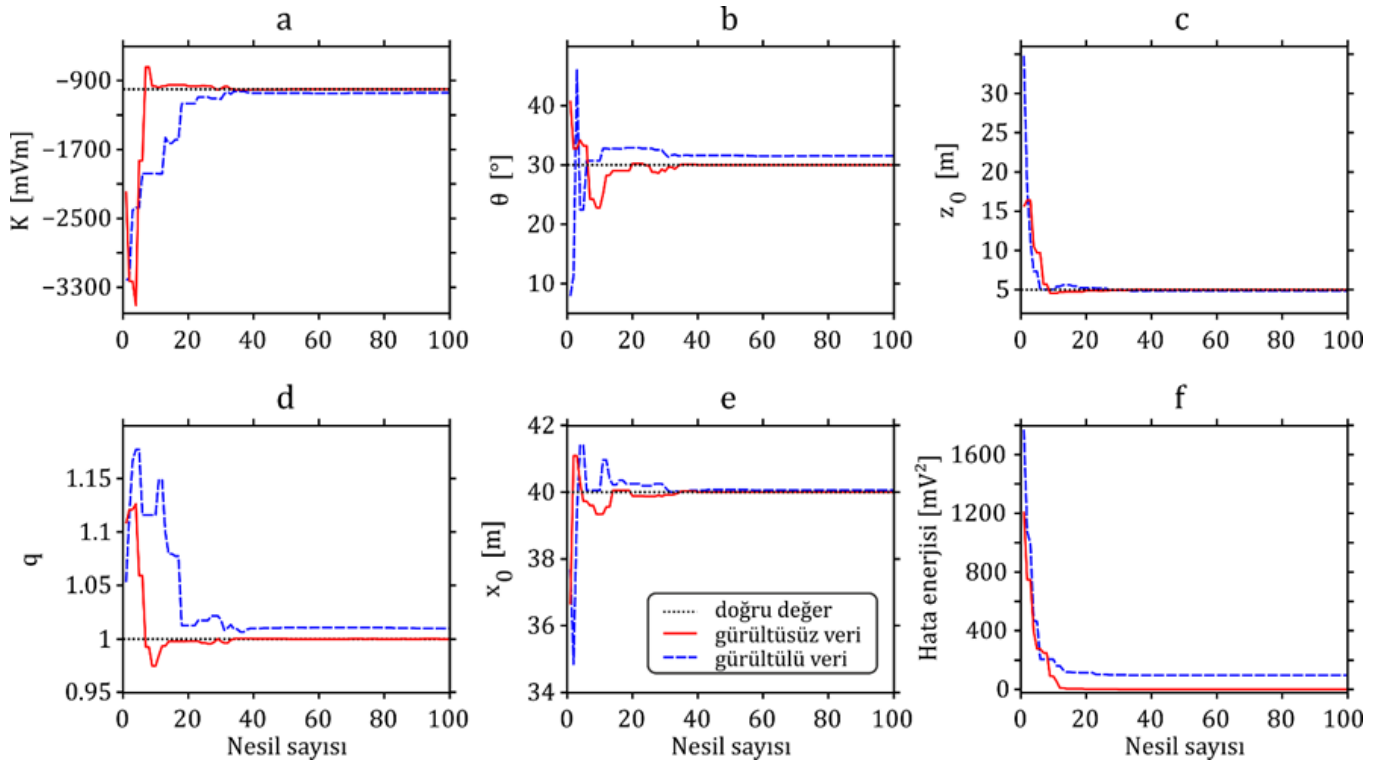 a
b
c
−900
−1700
−2500
−3300
K [mVm]
0 20 40 60 80 100
40
30
20
10
θ [°]
0 20 40 60 80 100
30
25
20
15
10
5
z0 [m]
0 20 40 60 80 100
d
e
f
1.15
1.1
1.05
1
0.95
q
0 20 40 60 80 100
Nesil sayısı
42
40
38
36
34
x0 [m]
doğru değer
gürültüsüz veri
gürültülü veri
0 20 40 60 80 100
Nesil sayısı
1600
1200
800
400
0
Hata enerjisi [mV²]
0 20 40 60 80 100
Nesil sayısı